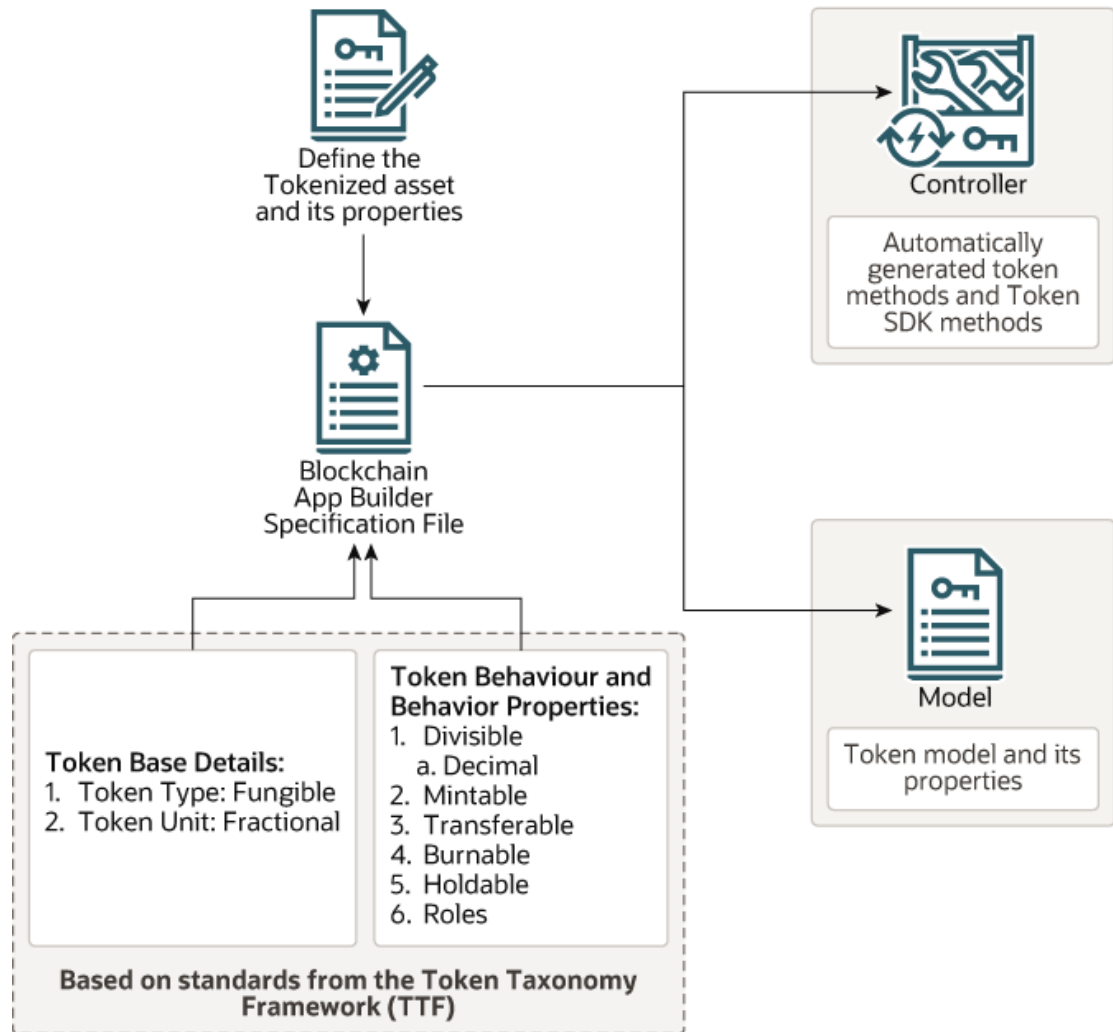 Define the
Tokenized asset
and its properties
Blockchain
App Builder
Specification File
Token Base Details:
1. Token Type: Fungible
2. Token Unit: Fractional
Token Behaviour and
Behavior Properties:
1. Divisible
a. Decimal
2. Mintable
3. Transferable
4. Burnable
5. Holdable
6. Roles
Based on standards from the Token Taxonomy
Framework (TTF)
Controller
Automatically
generated token
methods and Token
SDK methods
Model
Token model and its
properties